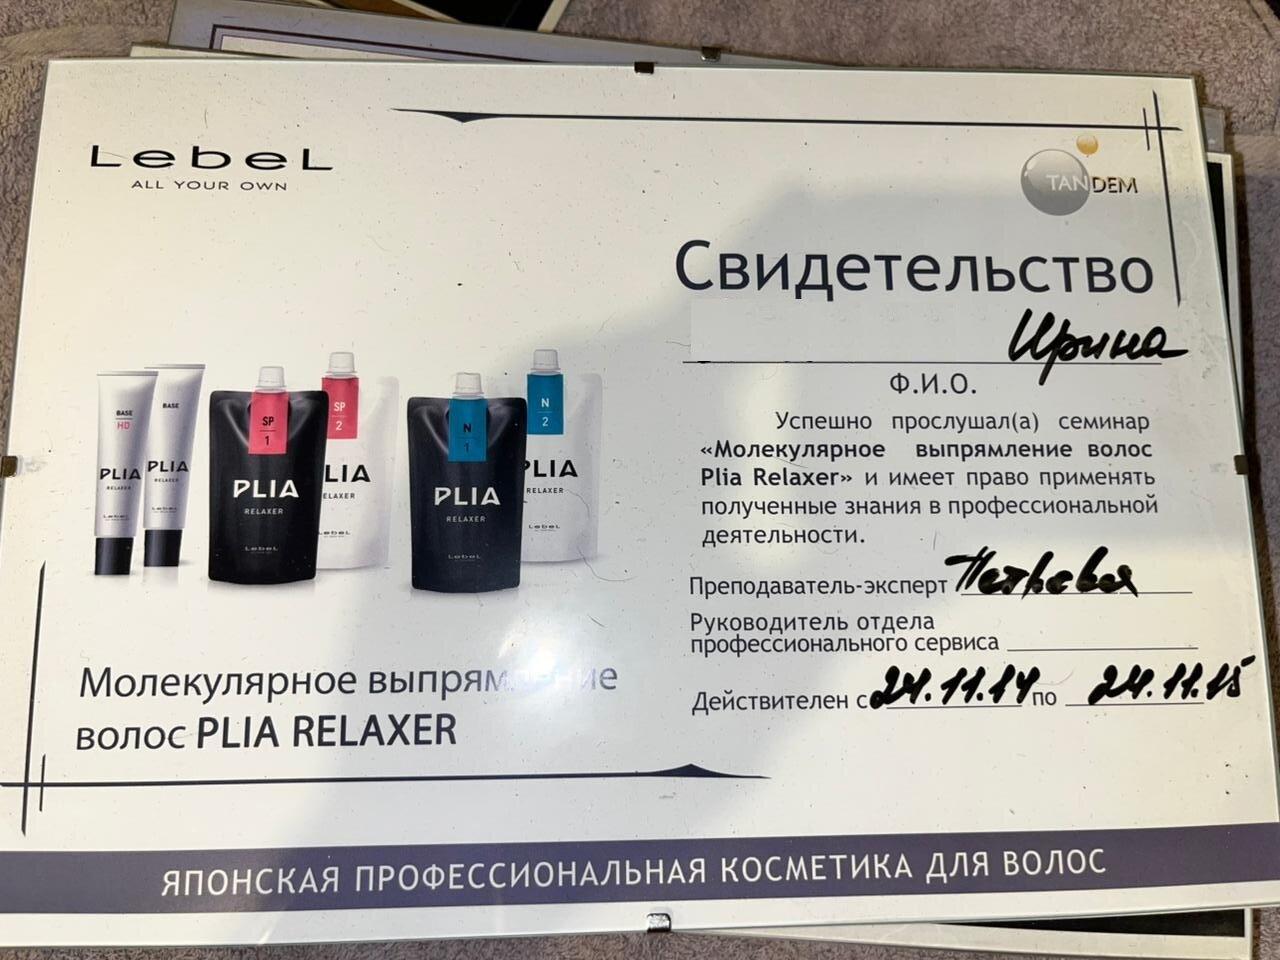 LebeL
ALL YOUR OWN
TANDEM
Свидетельство
Ирина
Ф.И.О.
Успешно прослушал(а) семинар
«Молекулярное выпрямление волос
Plia Relaxer» и имеет право применять
полученные знания в профессиональной
деятельности.
Преподаватель-эксперт
Руководитель отдела
профессионального сервиса
Действителен с 24.11.14 по 24.11.15
BASE
HD
PLIA
RELAXER
LebeL
BASE
PLIA
RELAXER
LebeL
SP
1
PLIA
RELAXER
LebeL
SP
2
PLIA
RELAXER
LebeL
N
1
PLIA
RELAXER
LebeL
N
2
PLIA
RELAXER
LebeL
Молекулярное выпрямление
волос PLIA RELAXER
ЯПОНСКАЯ ПРОФЕССИОНАЛЬНАЯ КОСМЕТИКА ДЛЯ ВОЛОС